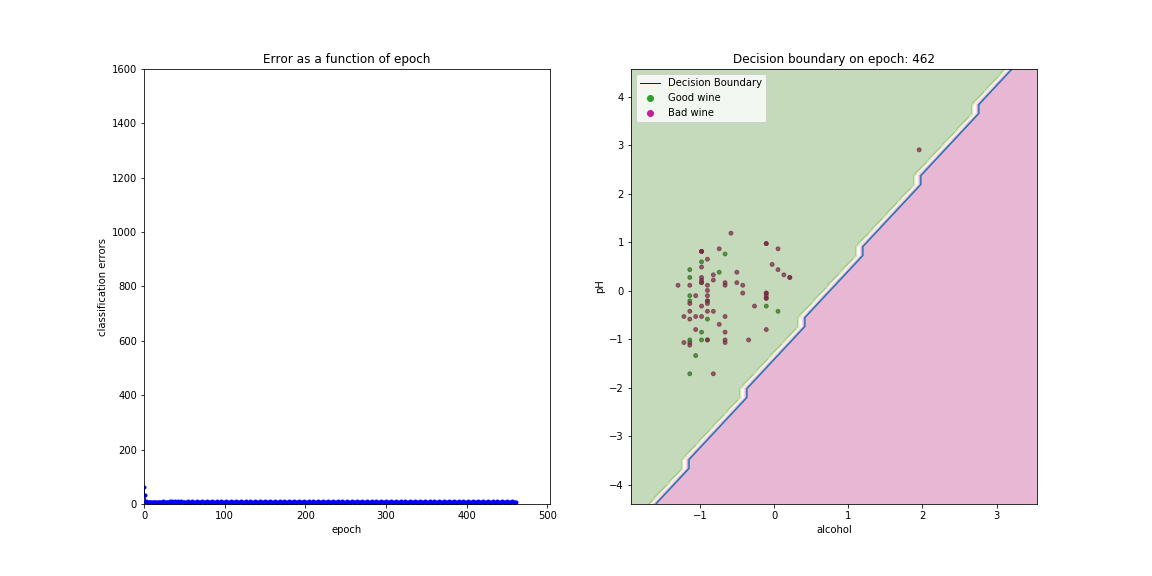 Error as a function of epoch
1600
1400
1200
1000
800
600
400
200
0
classification errors
0 100 200 300 400 500
epoch
Decision boundary on epoch: 462
Decision Boundary
Good wine
Bad wine
4
3
2
1
0
−1
−2
−3
−4
pH
−1 0 1 2 3
alcohol